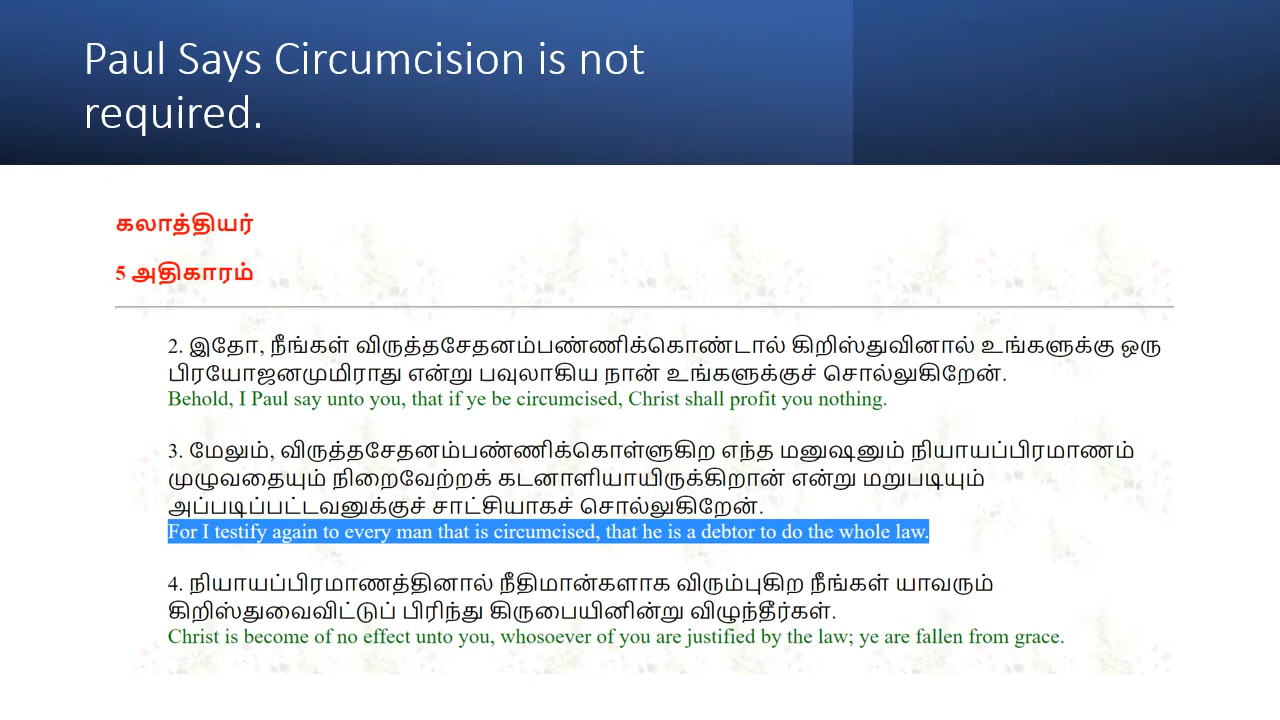 Paul Says Circumcision is not
required.
கலாத்தியர்
5 அதிகாரம்
2. இதோ, நீங்கள் விருத்தசேதனம்பண்ணிக்கொண்டால் கிறிஸ்துவினால் உங்களுக்கு ஒரு
பிரயோஜனமுமிராது என்று பவுலாகிய நான் உங்களுக்குச் சொல்லுகிறேன்.
Behold, I Paul say unto you, that if ye be circumcised, Christ shall profit you nothing.
3. மேலும், விருத்தசேதனம்பண்ணிக்கொள்ளுகிற எந்த மனுஷனும் நியாயப்பிரமாணம்
முழுவதையும் நிறைவேற்றக் கடனாளியாயிருக்கிறான் என்று மறுபடியும்
அப்படிப்பட்டவனுக்குச் சாட்சியாகச் சொல்லுகிறேன்.
For I testify again to every man that is circumcised, that he is a debtor to do the whole law.
4. நியாயப்பிரமாணத்தினால் நீதிமான்களாக விரும்புகிற நீங்கள் யாவரும்
கிறிஸ்துவைவிட்டுப் பிரிந்து கிருபையினின்று விழுந்தீர்கள்.
Christ is become of no effect unto you, whosoever of you are justified by the law; ye are fallen from grace.